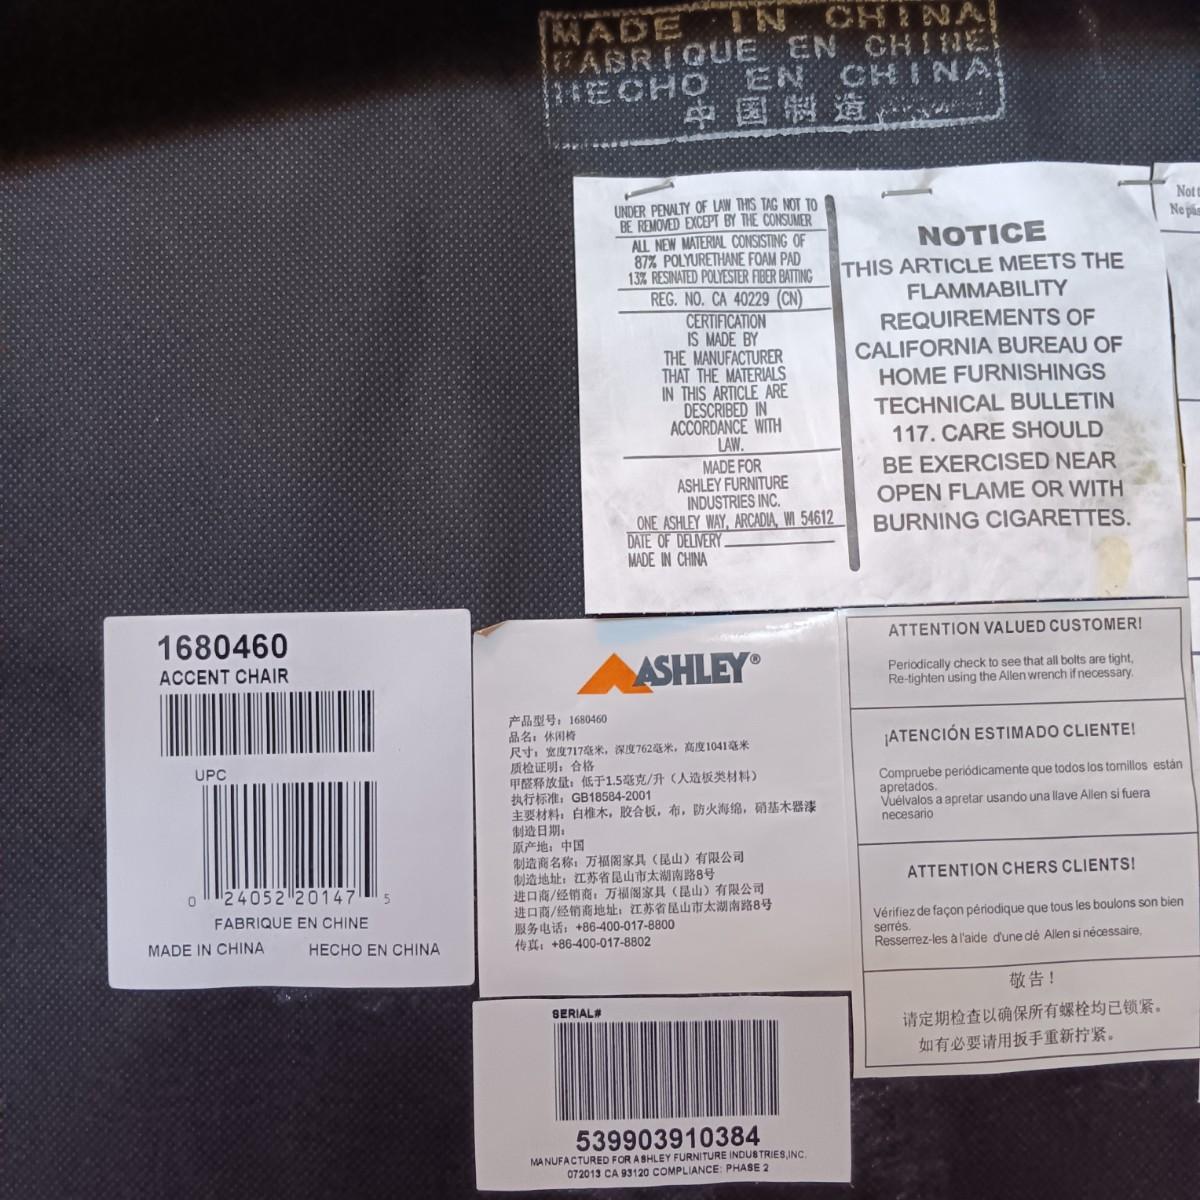 MADE IN CHINA
FABRIQUE EN CHINE
HECHO EN CHINA
中国制造
UNDER PENALTY OF LAW THIS TAG NOT TO
BE REMOVED EXCEPT BY THE CONSUMER
ALL NEW MATERIAL CONSISTING OF
87% POLYURETHANE FOAM PAD
13% RESINATED POLYESTER FIBER BATTING
REG. NO. CA 40229 (CN)
CERTIFICATION
IS MADE BY
THE MANUFACTURER
THAT THE MATERIALS
IN THIS ARTICLE ARE
DESCRIBED IN
ACCORDANCE WITH
LAW.
MADE FOR
ASHLEY FURNITURE
INDUSTRIES INC.
ONE ASHLEY WAY, ARCADIA, WI 54612
DATE OF DELIVERY
MADE IN CHINA
NOTICE
THIS ARTICLE MEETS THE
FLAMMABILITY
REQUIREMENTS OF
CALIFORNIA BUREAU OF
HOME FURNISHINGS
TECHNICAL BULLETIN
117. CARE SHOULD
BE EXERCISED NEAR
OPEN FLAME OR WITH
BURNING CIGARETTES.
Not
Ne pas
1680460
ACCENT CHAIR
UPC
0 24052 20147 5
FABRIQUE EN CHINE
MADE IN CHINA HECHO EN CHINA
ASHLEY®
产品型号：1680460
品名：休闲椅
尺寸：宽度717毫米，深度762毫米，高度1041毫米
质检证明：合格
甲醛释放量：低于1.5毫克/升（人造板类材料）
执行标准：GB18584-2001
主要材料：白椎木，胶合板，布，防火海绵，硝基木器漆
制造日期：
原产地：中国
制造商名称：万福阁家具（昆山）有限公司
制造地址：江苏省昆山市太湖南路8号
进口商/经销商：万福阁家具（昆山）有限公司
进口商/经销商地址：江苏省昆山市太湖南路8号
服务电话：+86-400-017-8800
传真：+86-400-017-8802
SERIAL#
539903910384
MANUFACTURED FOR ASHLEY FURNITURE INDUSTRIES,INC.
072013 CA 93120 COMPLIANCE: PHASE 2
ATTENTION VALUED CUSTOMER!
Periodically check to see that all bolts are tight,
Re-tighten using the Allen wrench if necessary.
¡ATENCIÓN ESTIMADO CLIENTE!
Compruebe periódicamente que todos los tornillos están
apretados.
Vuélvalos a apretar usando una llave Allen si fuera
necesario
ATTENTION CHERS CLIENTS!
Vérifiez de façon périodique que tous les boulons son bien
serrés.
Resserrez-les à l'aide d'une dé Allen si nécessaire.
敬告！
请定期检查以确保所有螺栓均已锁紧。
如有必要请用扳手重新拧紧。